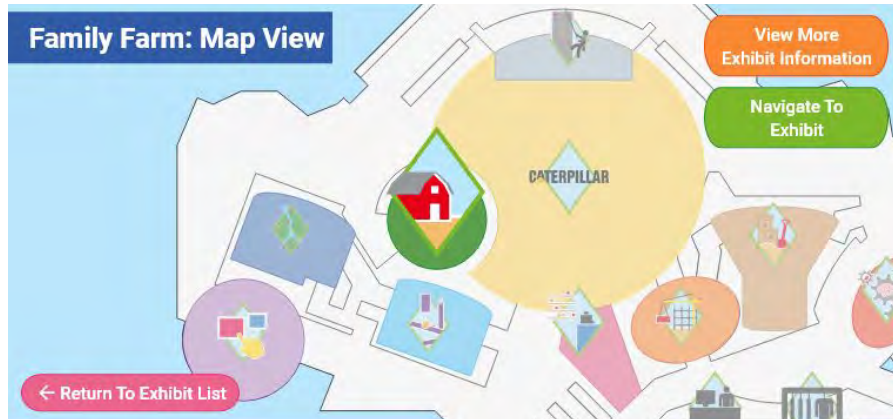 Family Farm: Map View
View More
Exhibit Information
Navigate To
Exhibit
CATERPILLAR
← Return To Exhibit List